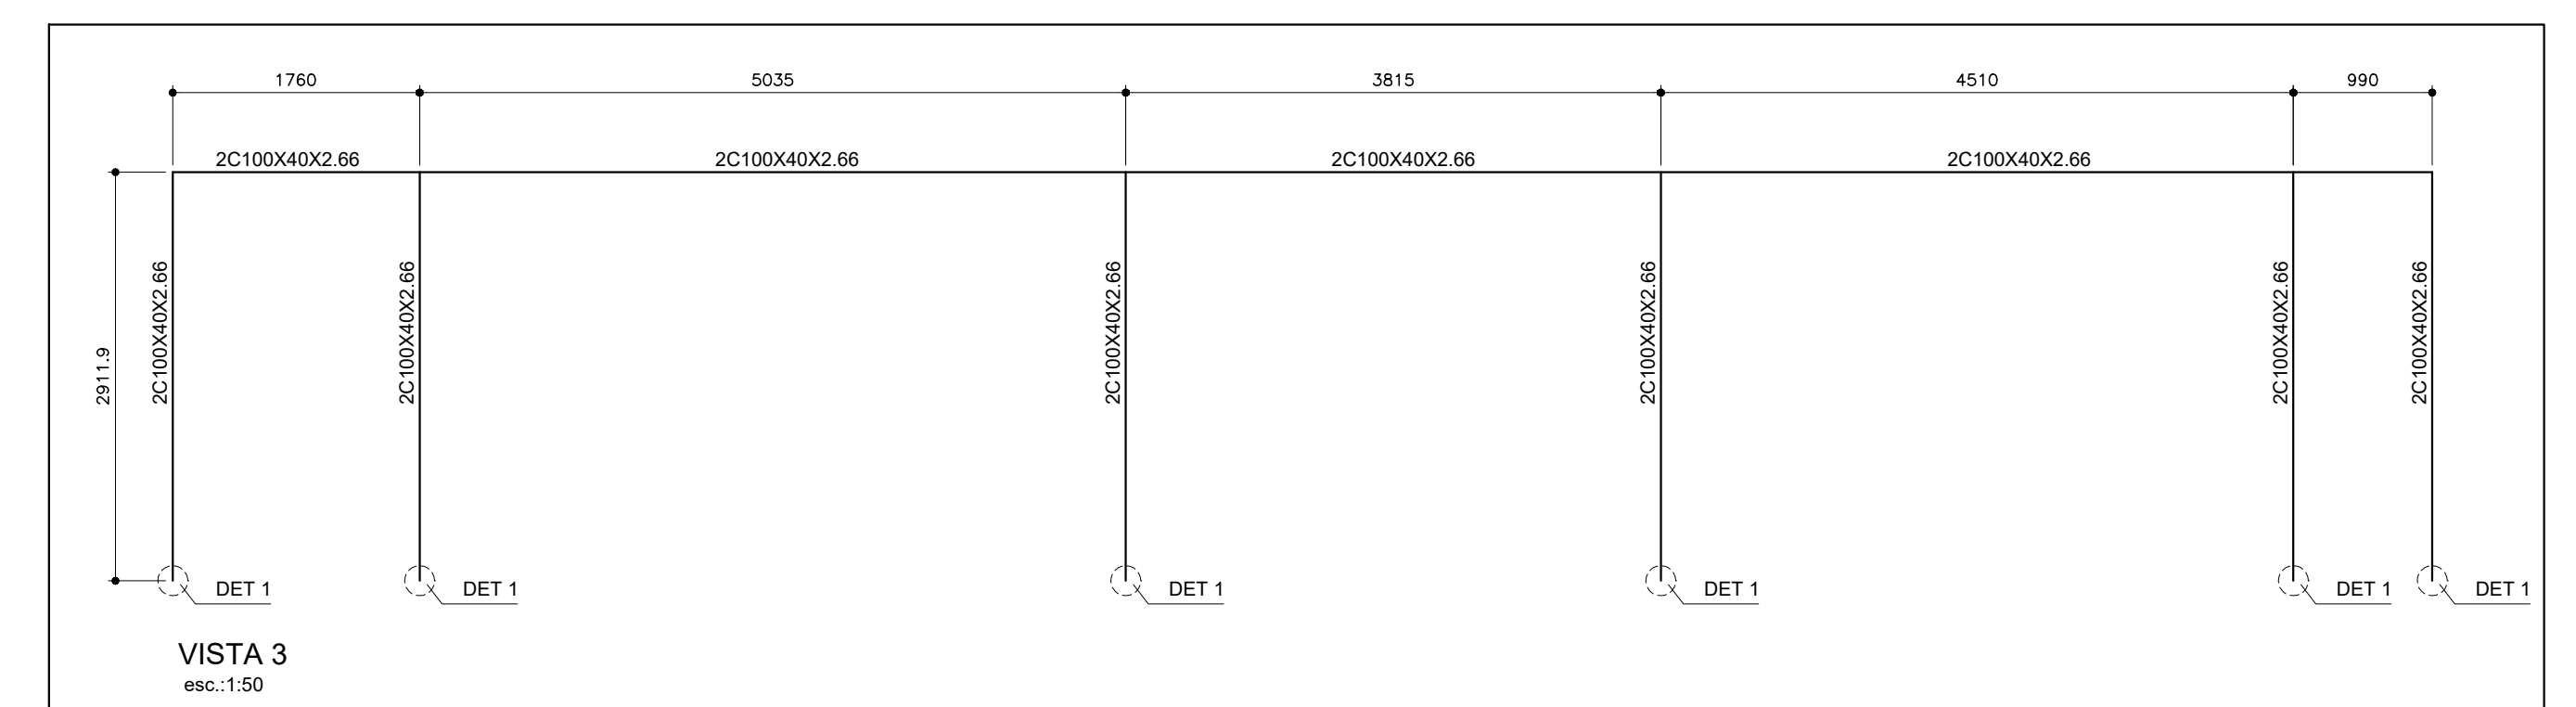 1760 5035 3815 4510 990
2C100X40X2.66 2C100X40X2.66 2C100X40X2.66 2C100X40X2.66
2911.9
2C100X40X2.66
2C100X40X2.66
2C100X40X2.66
2C100X40X2.66
2C100X40X2.66
2C100X40X2.66
DET 1 DET 1 DET 1 DET 1 DET 1 DET 1
VISTA 3
esc.:1:50